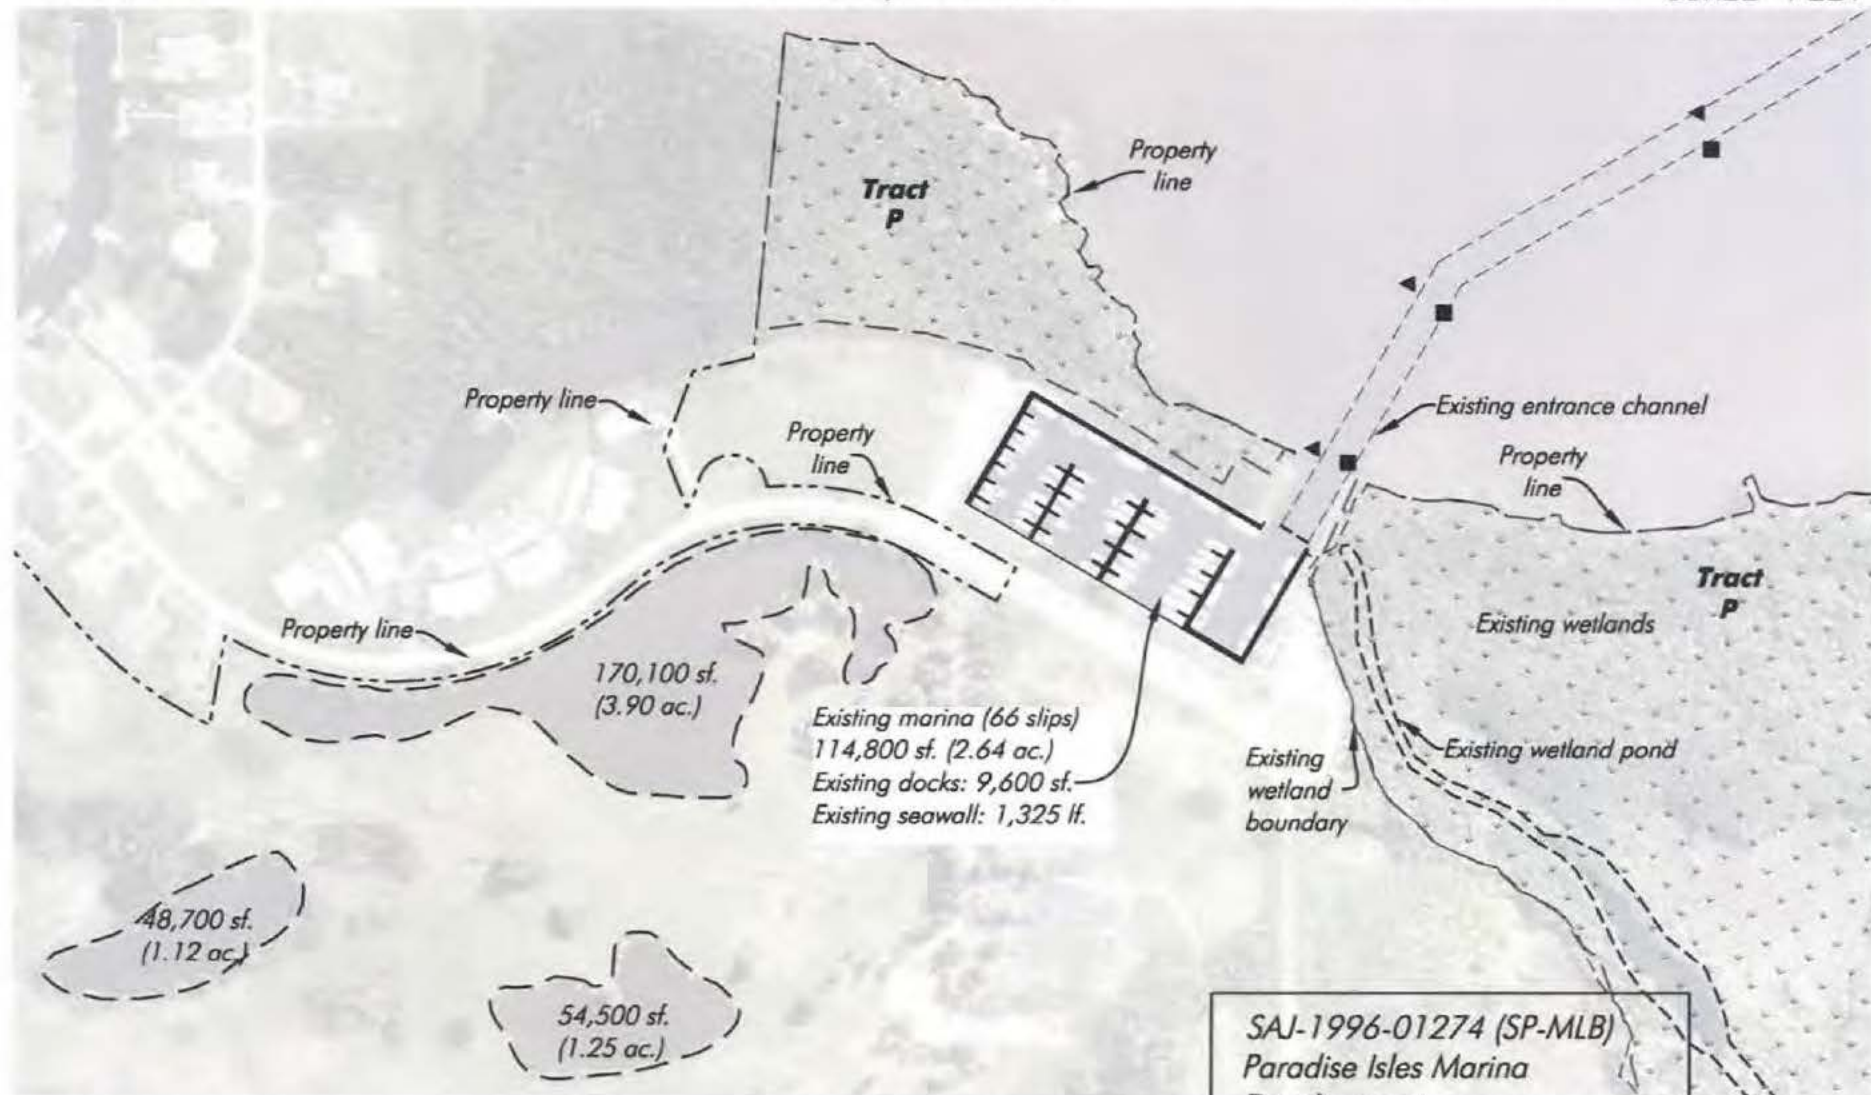 Property
line
Tract
P
Property line
Existing entrance channel
Property
line
Property
line
Tract
P
Existing wetlands
Property line
170,100 sf.
(3.90 ac.)
Existing marina (66 slips)
114,800 sf. (2.64 ac.)
Existing docks: 9,600 sf.
Existing seawall: 1,325 lf.
Existing
wetland
boundary
Existing wetland pond
48,700 sf.
(1.12 ac.)
54,500 sf.
(1.25 ac.)
SAJ-1996-01274 (SP-MLB)
Paradise Isles Marina